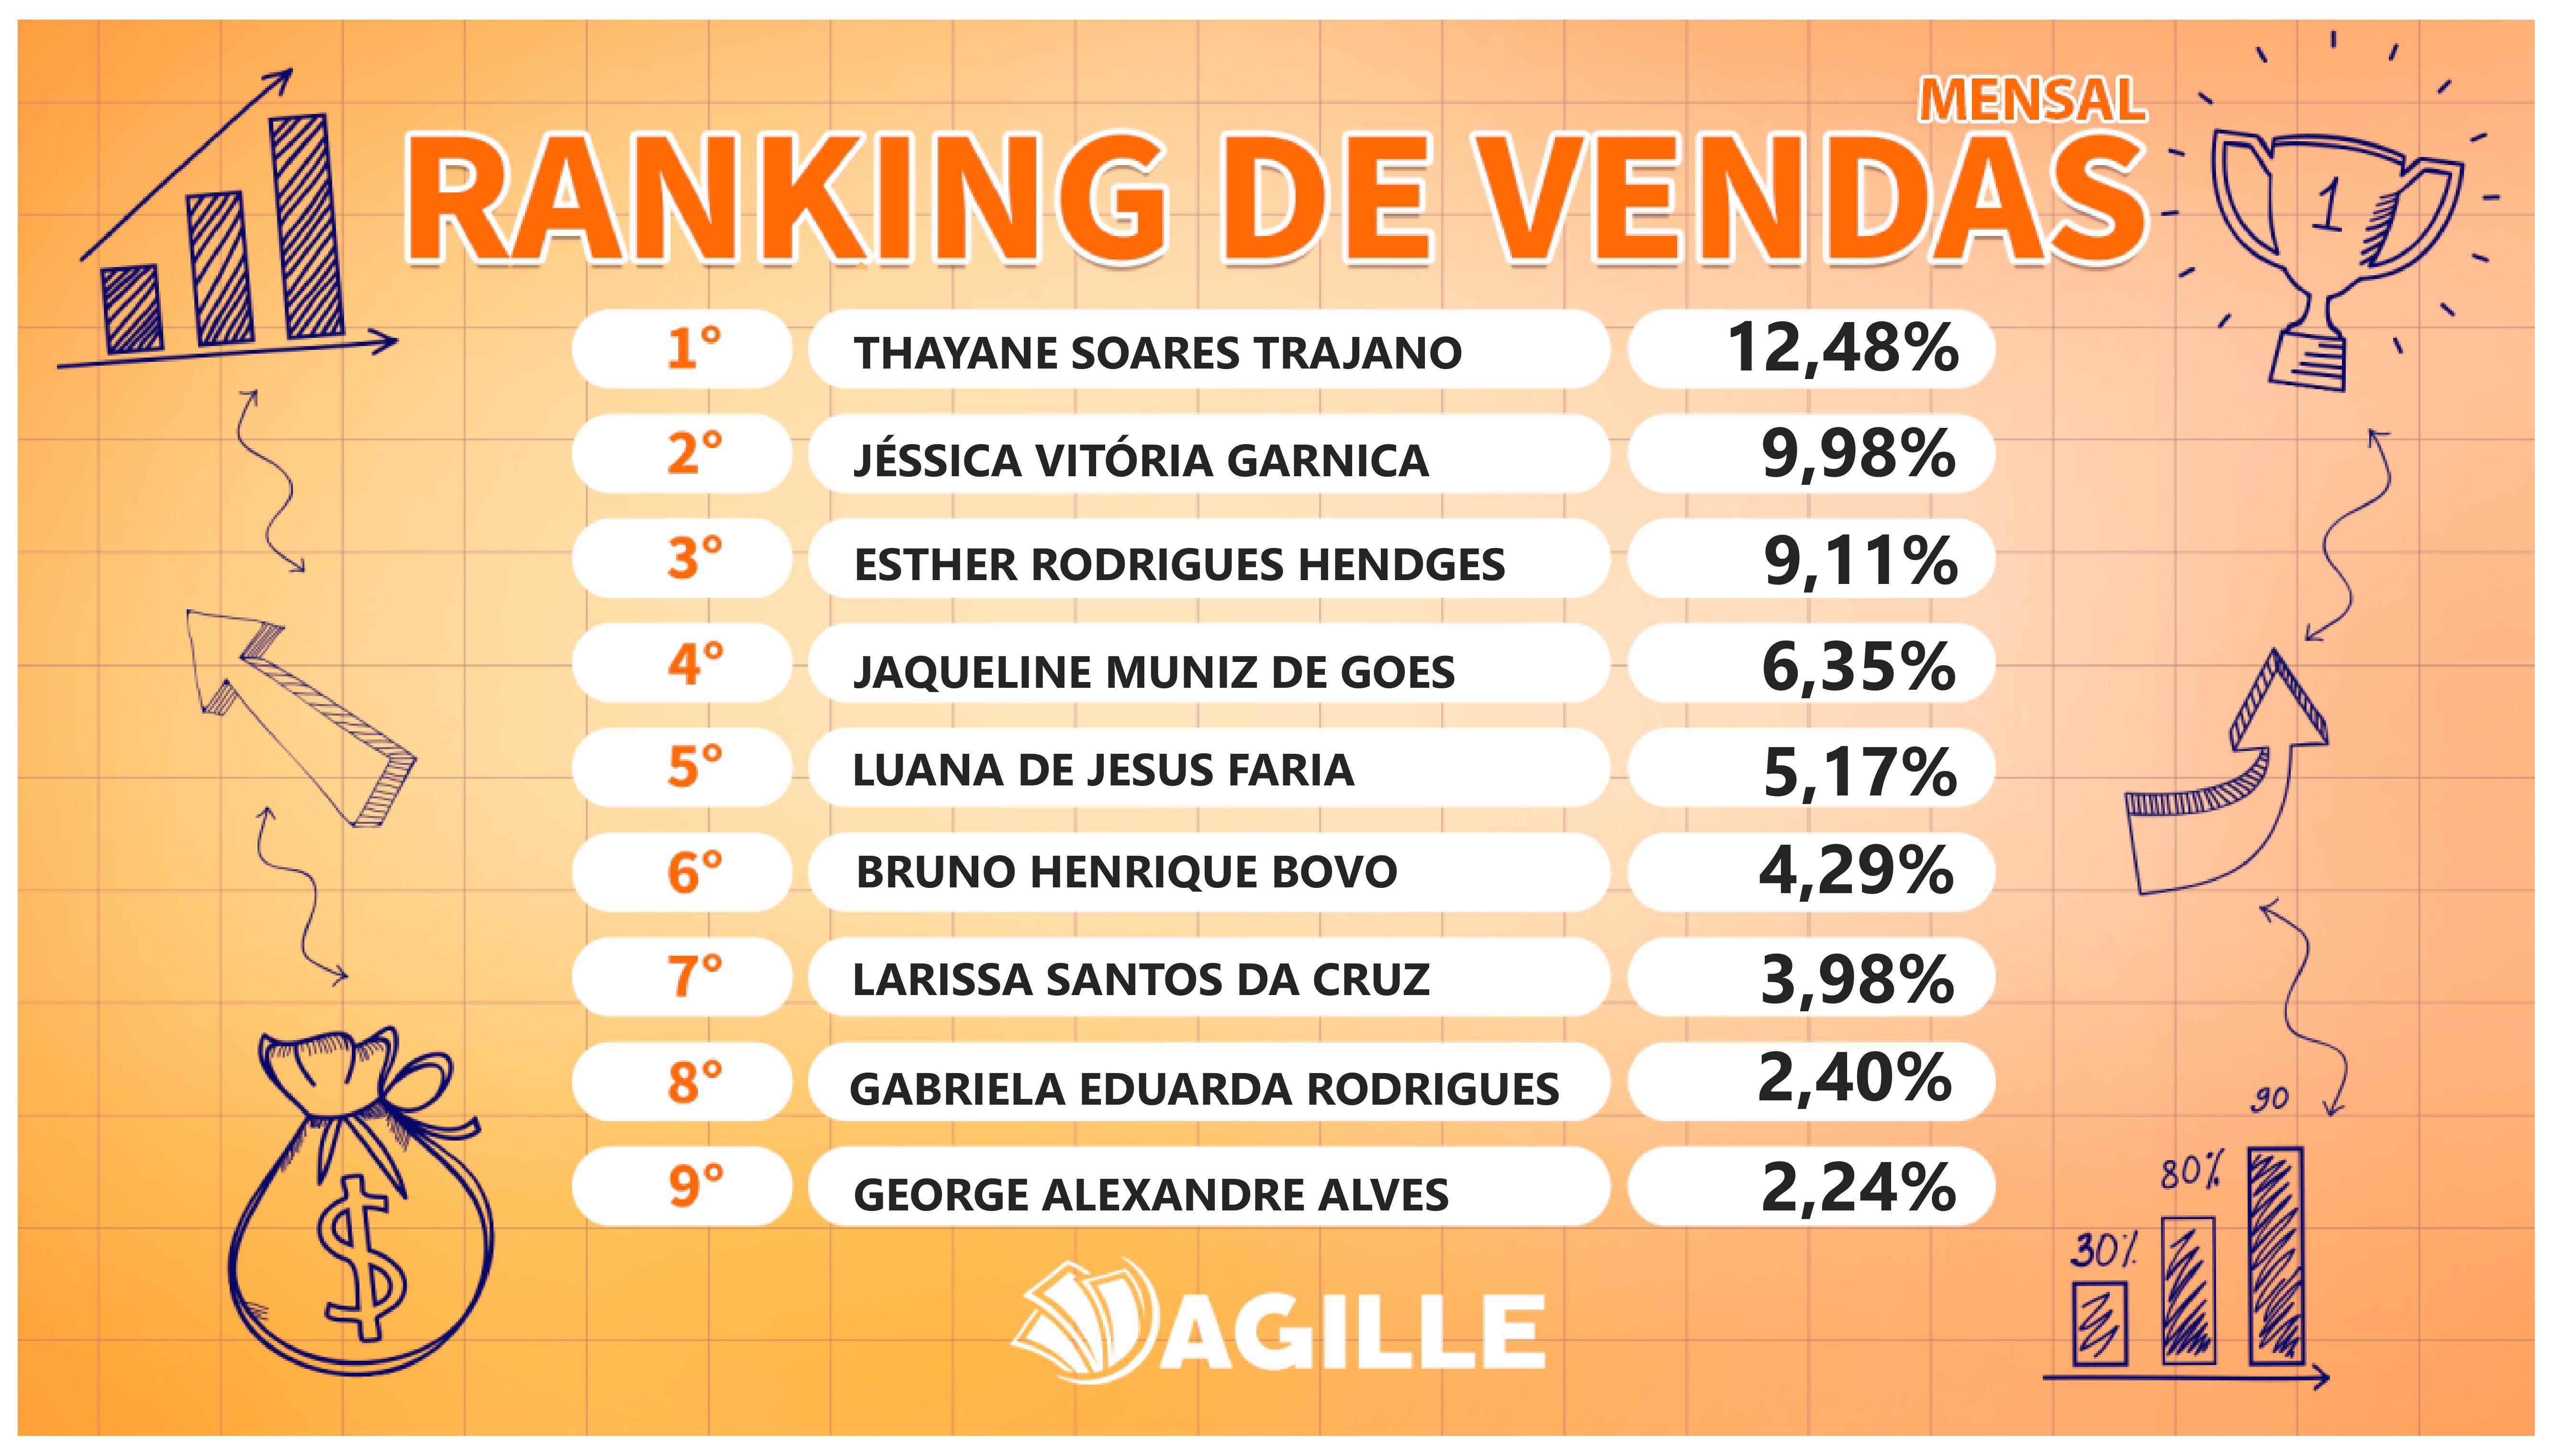 MENSAL
RANKING DE VENDAS
1
1° THAYANE SOARES TRAJANO 12,48%
2° JÉSSICA VITÓRIA GARNICA 9,98%
3° ESTHER RODRIGUES HENDGES 9,11%
4° JAQUELINE MUNIZ DE GOES 6,35%
5° LUANA DE JESUS FARIA 5,17%
6° BRUNO HENRIQUE BOVO 4,29%
7° LARISSA SANTOS DA CRUZ 3,98%
8° GABRIELA EDUARDA RODRIGUES 2,40%
9° GEORGE ALEXANDRE ALVES 2,24%
$
90
80%
30%
AGILLE